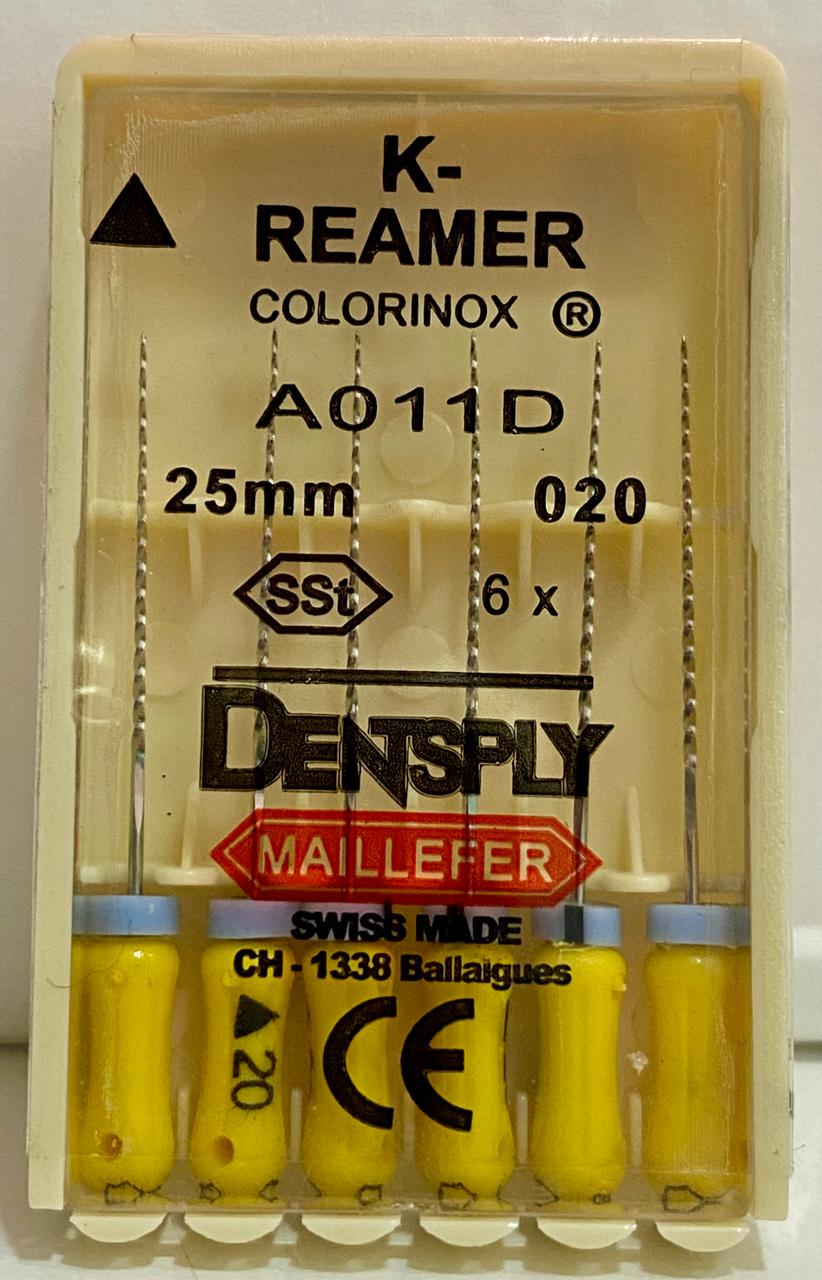 K-
REAMER
COLORINOX ®
A011D
25mm 020
SSt 6 x
DENTSPLY
MAILLEFER
SWISS MADE
CH - 1338 Ballaigues
CE
20